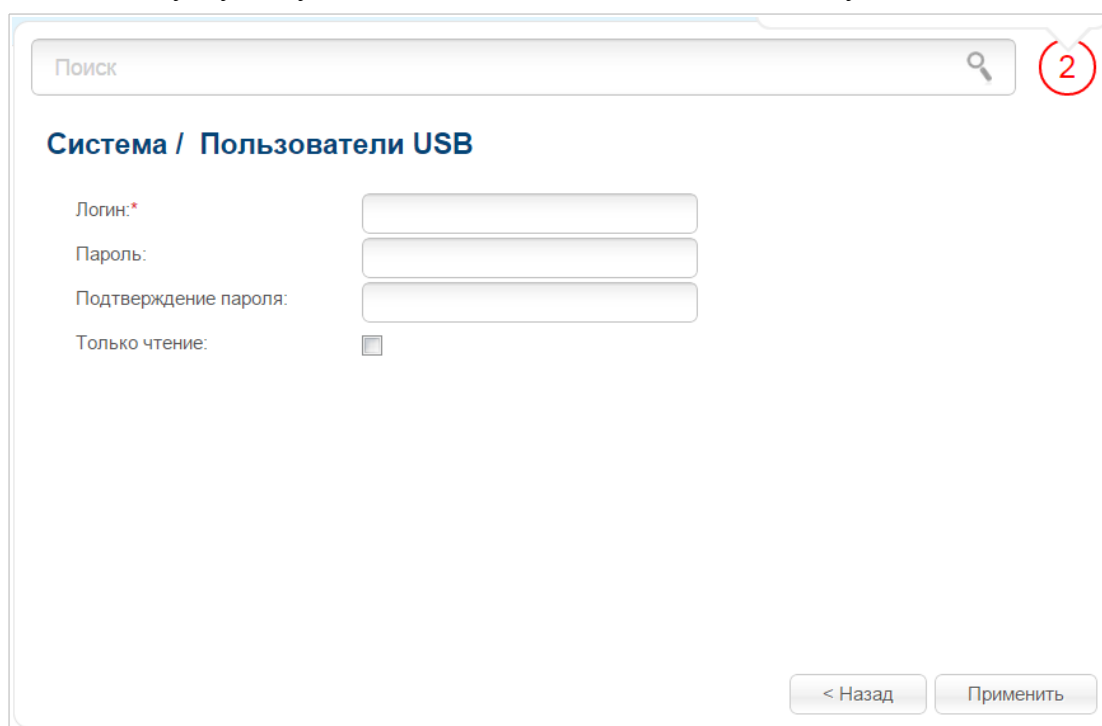 Поиск
2
Система / Пользователи USB
Логин:*
Пароль:
Подтверждение пароля:
Только чтение:
< Назад
Применить